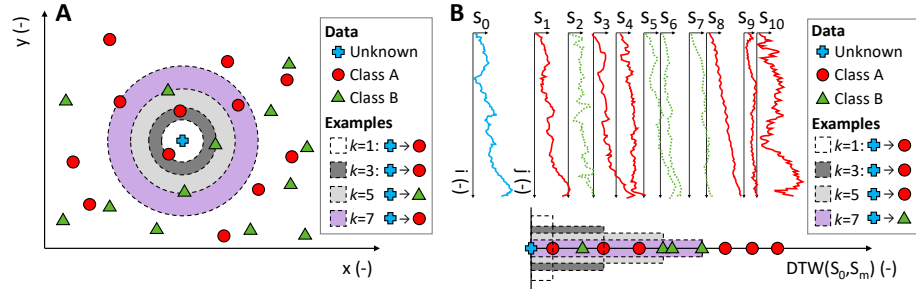 A
y (-)
x (-)
Data
Unknown
Class A
Class B
Examples
k=1: →
k=3: →
k=5 →
k=7 →
B
S0 S1 S2 S3 S4 S5 S6 S7 S8 S9 S10
i (-)
j (-)
DTW(S0,Sm) (-)
Data
Unknown
Class A
Class B
Examples
k=1: →
k=3: →
k=5: →
k=7 →